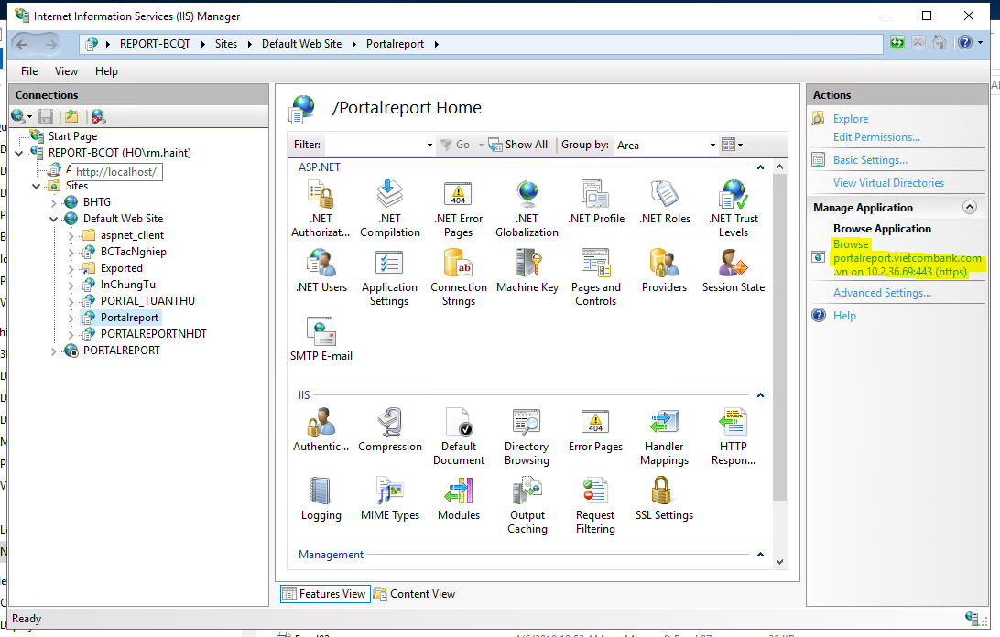 Internet Information Services (IIS) Manager
REPORT-BCQT
Sites
Default Web Site
Portalreport
File
View
Help
Connections
Start Page
REPORT-BCQT (HO\rm.haiht)
http://localhost/
Sites
BHTG
Default Web Site
aspnet_client
BCTacNghiep
Exported
InChungTu
PORTAL_TUANTHU
Portalreport
PORTALREPORTNHDT
PORTALREPORT
/Portalreport Home
Filter:
Go
Show All
Group by:
Area
ASP.NET
.NET
Authorizat...
.NET
Compilation
.NET Error
Pages
.NET
Globalization
.NET Profile
.NET Roles
.NET Trust
Levels
.NET Users
Application
Settings
Connection
Strings
Machine Key
Pages and
Controls
Providers
Session State
SMTP E-mail
IIS
Authentic...
Compression
Default
Document
Directory
Browsing
Error Pages
Handler
Mappings
HTTP
Respon...
Logging
MIME Types
Modules
Output
Caching
Request
Filtering
SSL Settings
Management
Features View
Content View
Actions
Explore
Edit Permissions...
Basic Settings...
View Virtual Directories
Manage Application
Browse Application
Browse
portalreport.vietcombank.com
.vn on 10.2.36.69:443 (https)
Advanced Settings...
Help
Ready